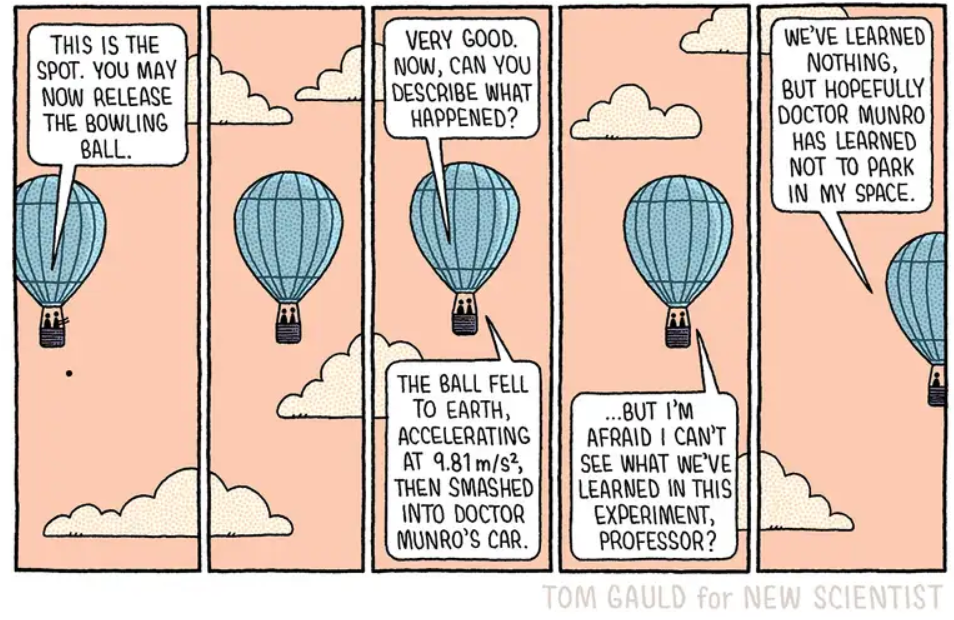 THIS IS THE
SPOT. YOU MAY
NOW RELEASE
THE BOWLING
BALL.
VERY GOOD.
NOW, CAN YOU
DESCRIBE WHAT
HAPPENED?
THE BALL FELL
TO EARTH,
ACCELERATING
AT 9.81 m/s²,
THEN SMASHED
INTO DOCTOR
MUNRO'S CAR.
...BUT I'M
AFRAID I CAN'T
SEE WHAT WE'VE
LEARNED IN THIS
EXPERIMENT,
PROFESSOR?
WE'VE LEARNED
NOTHING,
BUT HOPEFULLY
DOCTOR MUNRO
HAS LEARNED
NOT TO PARK
IN MY SPACE.
TOM GAULD for NEW SCIENTIST